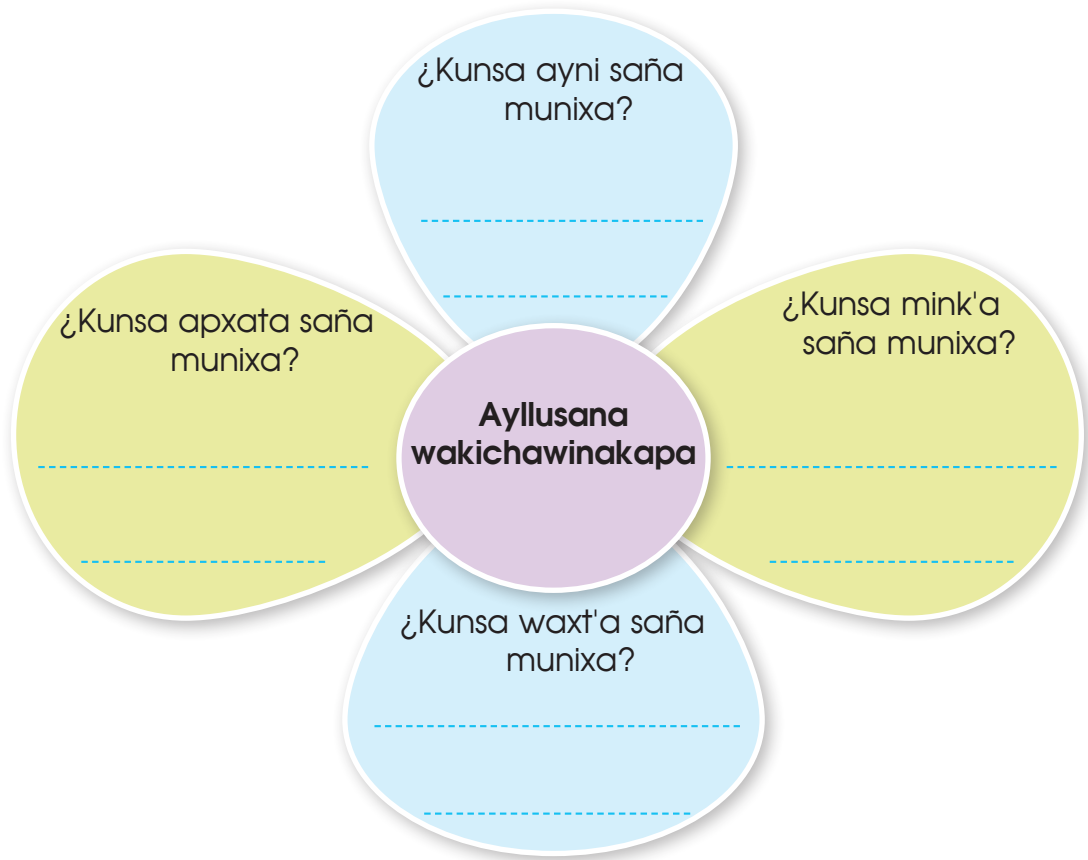 ¿Kunsa ayni saña
munixa?
¿Kunsa apxata saña
munixa?
¿Kunsa mink'a
saña munixa?
Ayllusana
wakichawinakapa
¿Kunsa waxt'a saña
munixa?